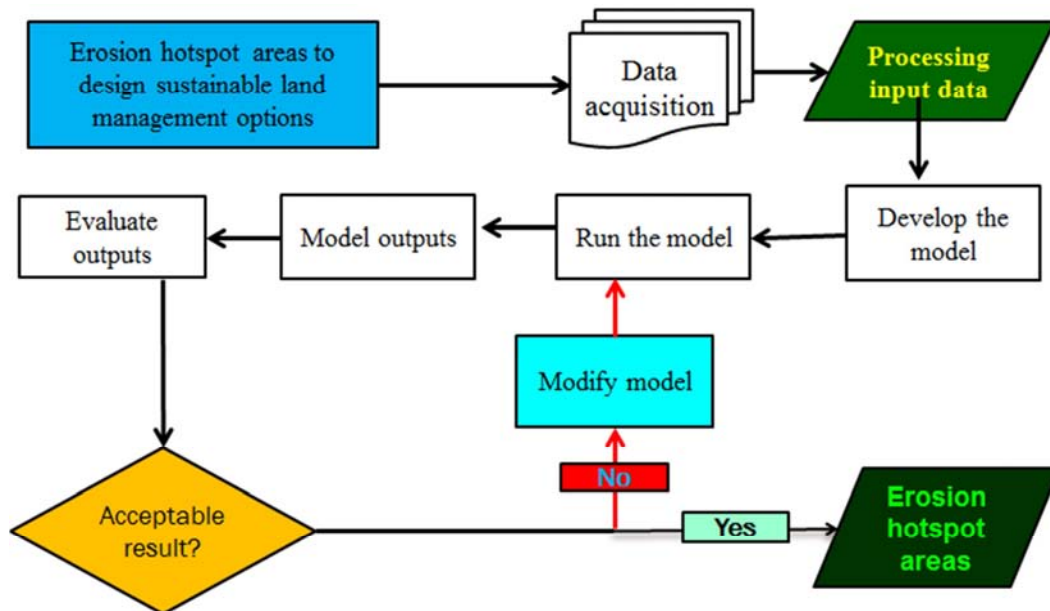 Erosion hotspot areas to
design sustainable land
management options
Data
acquisition
Processing
input data
Develop the
model
Run the model
Model outputs
Evaluate
outputs
Modify model
No
Acceptable
result?
Yes
Erosion
hotspot
areas